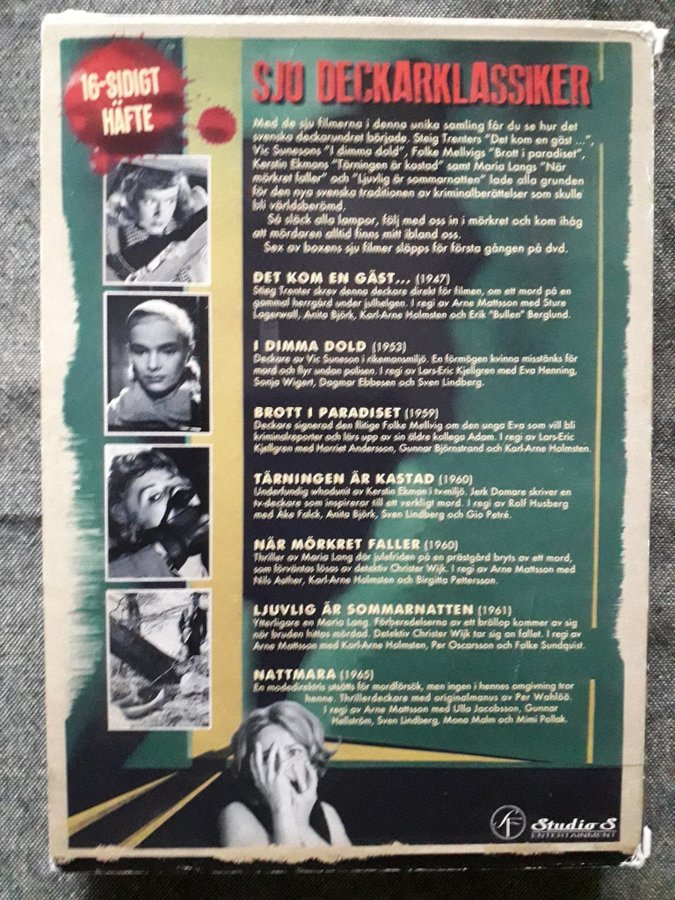 16-SIDIGT
HÄFTE
SJU DECKARKLASSIKER
Med de sju filmerna i denna unika samling får du se hur det
svenska deckarundret började. Steig Trenters "Det kom en gäst ...",
Vic Sunesons "I dimma dold", Folke Mellvigs "Brott i paradiset",
Kerstin Ekmans "Tärningen är kastad" samt Maria Langs "När
mörkret faller" och "Ljuvlig är sommarnatten" lade alla grunden
för den nya svenska traditionen av kriminalberättelser som skulle
bli världsberömd.
Så släck alla lampor, följ med oss in i mörkret och kom ihåg
att mördaren alltid finns mitt ibland oss.
Sex av boxens sju filmer släpps för första gången på dvd.
DET KOM EN GÄST... (1947)
Stieg Trenter skrev denna deckare direkt för filmen, om ett mord på en
gammal herrgård under julhelgen. I regi av Arne Mattsson med Sture
Lagerwall, Anita Björk, Karl-Arne Holmsten och Erik "Bullen" Berglund.
I DIMMA DOLD (1953)
Deckare av Vic Suneson i rikemansmiljö. En förmögen kvinna misstänks för
mord och flyr undan polisen. I regi av Lars-Eric Kjellgren med Eva Henning,
Sonja Wigert, Dagmar Ebbesen och Sven Lindberg.
BROTT I PARADISET (1959)
Deckare signerad den flitige Folke Mellvig om den unga Eva som vill bli
kriminalreporter och lärs upp av sin äldre kollega Adam. I regi av Lars-Eric
Kjellgren med Harriet Andersson, Gunnar Björnstrand och Karl-Arne Holmsten.
TÄRNINGEN ÄR KASTAD (1960)
Underfundig whodunit av Kerstin Ekman i tv-miljö. Jerk Domare skriver en
tv-deckare som inspirerar till ett verkligt mord. I regi av Rolf Husberg
med Åke Falck, Anita Björk, Sven Lindberg och Gio Petré.
NÄR MÖRKRET FALLER (1960)
Thriller av Maria Lang där julefriden på en prästgård bryts av ett mord,
som förväntas lösas av detektiv Christer Wijk. I regi av Arne Mattsson med
Nils Asther, Karl-Arne Holmsten och Birgitta Pettersson.
LJUVLIG ÄR SOMMARNATTEN (1961)
Ytterligare en Maria Lang. Förberedelserna av ett bröllop kommer av sig
när bruden hittas mördad. Detektiv Christer Wijk tar sig an fallet. I regi av
Arne Mattsson med Karl-Arne Holmsten, Per Oscarsson och Folke Sundquist.
NATTMARA (1965)
En modedirektris utsätts för mordförsök, men ingen i hennes omgivning tror
henne. Thrillerdeckare med originalmanus av Per Wahlöö.
I regi av Arne Mattsson med Ulla Jacobsson, Gunnar
Hellström, Sven Lindberg, Mona Malm och Mimi Pollak.
SF Studio S
ENTERTAINMENT